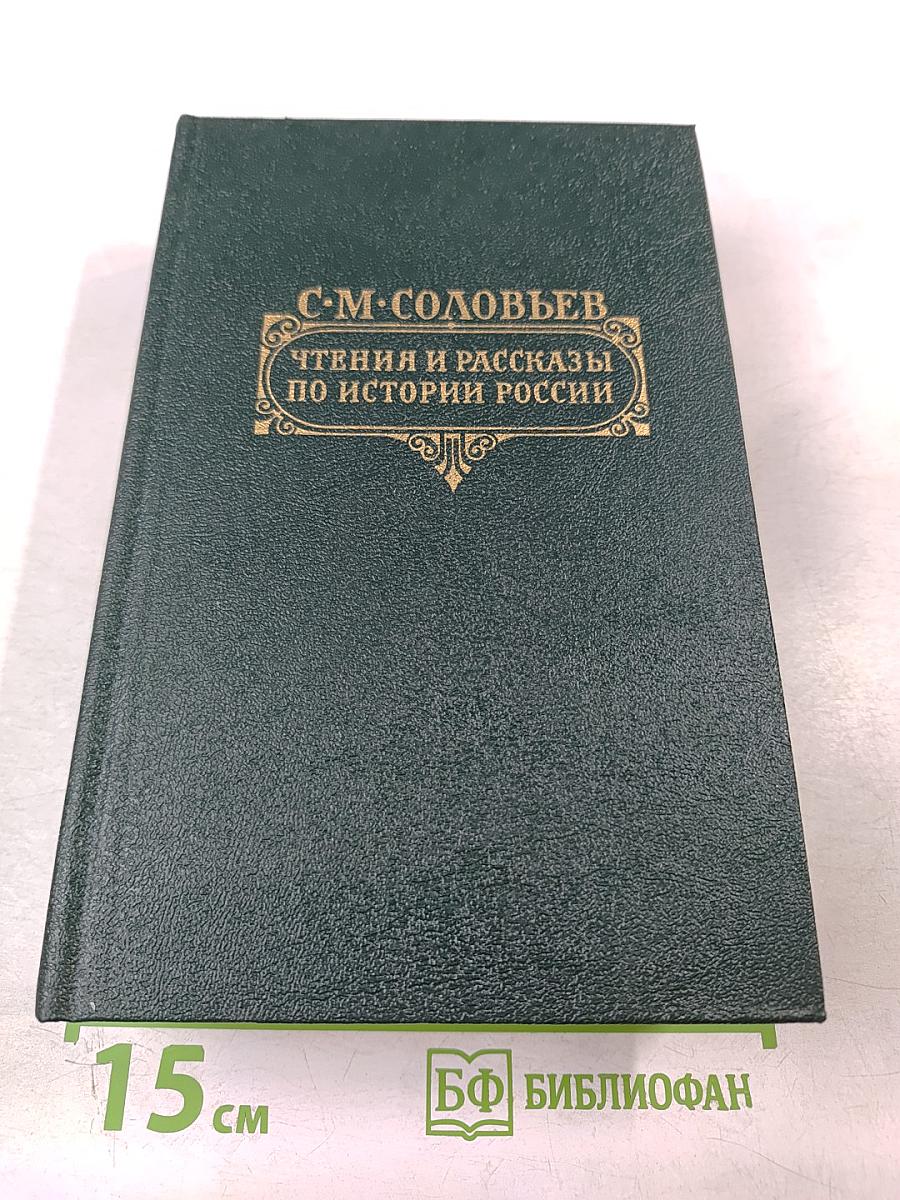 С·М·СОЛОВЬЕВ
ЧТЕНИЯ И РАССКАЗЫ
ПО ИСТОРИИ РОССИИ
15 см
БФ БИБЛИОФАН